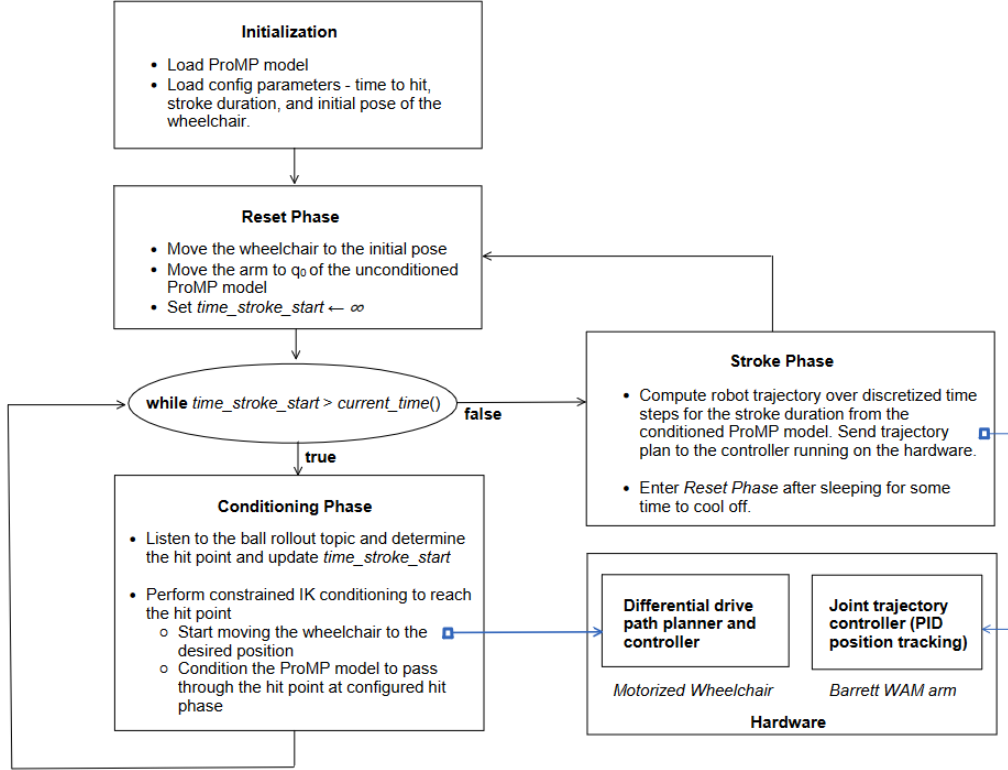 Initialization
• Load ProMP model
• Load config parameters - time to hit,
stroke duration, and initial pose of the
wheelchair.
Reset Phase
• Move the wheelchair to the initial pose
• Move the arm to q₀ of the unconditioned
ProMP model
• Set time_stroke_start ← ∞
while time_stroke_start > current_time()
false
true
Conditioning Phase
• Listen to the ball rollout topic and determine
the hit point and update time_stroke_start
• Perform constrained IK conditioning to reach
the hit point
○ Start moving the wheelchair to the
desired position
○ Condition the ProMP model to pass
through the hit point at configured hit
phase
Stroke Phase
• Compute robot trajectory over discretized time
steps for the stroke duration from the
conditioned ProMP model. Send trajectory
plan to the controller running on the hardware.
• Enter Reset Phase after sleeping for some
time to cool off.
Differential drive
path planner and
controller
Motorized Wheelchair
Joint trajectory
controller (PID
position tracking)
Barrett WAM arm
Hardware